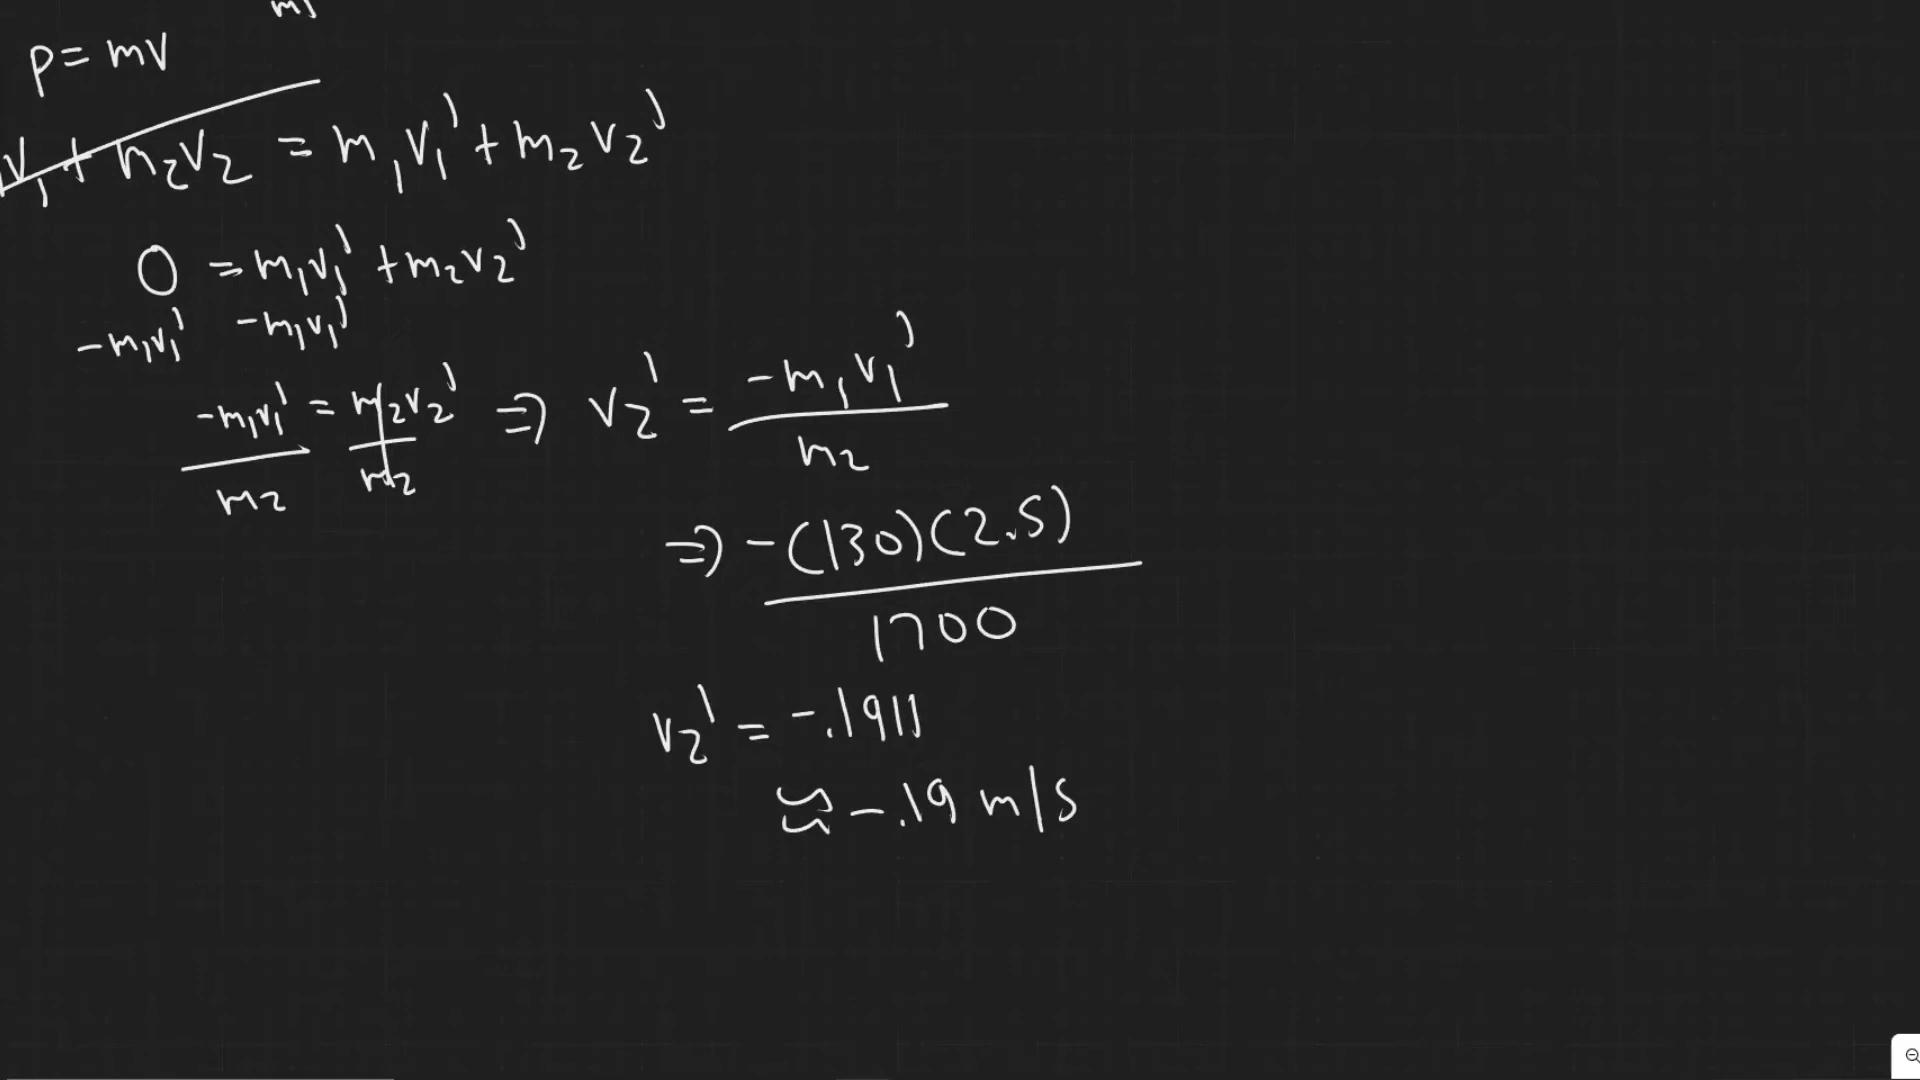 p = mv
v₁ + m₂v₂ = m₁v₁' + m₂v₂'
0 = m₁v₁' + m₂v₂'
-m₁v₁' -m₁v₁'
-m₁v₁' / m₂ = m₂v₂' / m₂ ⇒ v₂' = -m₁v₁' / m₂
⇒ -(130)(2.5) / 1700
v₂' = -.1911
≈ -.19 m/s